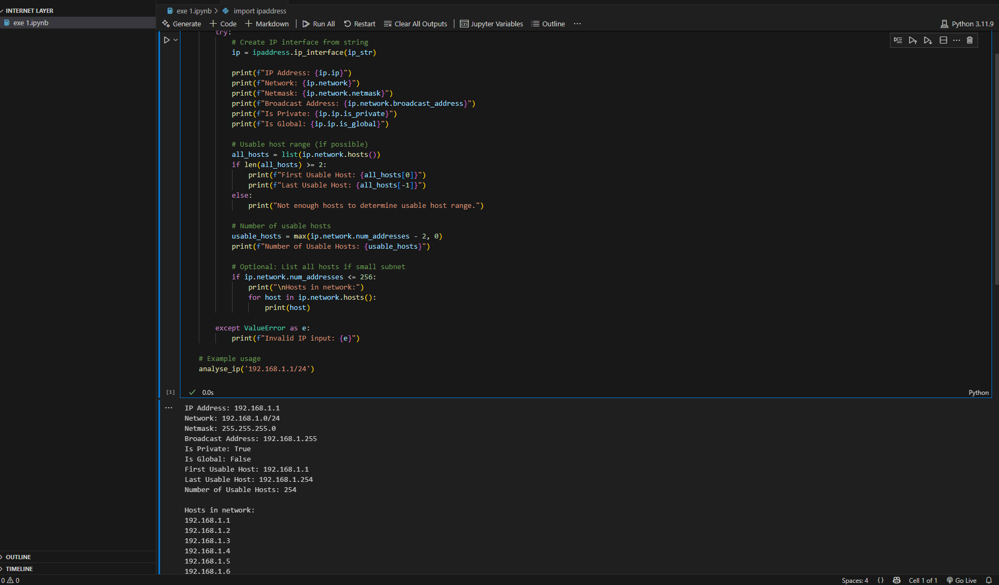 INTERNET LAYER
exe 1.ipynb
exe 1.ipynb > import ipaddress
Generate + Code + Markdown | Run All Restart Clear All Outputs | Jupyter Variables Outline ...
Python 3.11.9
try:
# Create IP interface from string
ip = ipaddress.ip_interface(ip_str)
print(f"IP Address: {ip.ip}")
print(f"Network: {ip.network}")
print(f"Netmask: {ip.network.netmask}")
print(f"Broadcast Address: {ip.network.broadcast_address}")
print(f"Is Private: {ip.ip.is_private}")
print(f"Is Global: {ip.ip.is_global}")
# Usable host range (if possible)
all_hosts = list(ip.network.hosts())
if len(all_hosts) >= 2:
print(f"First Usable Host: {all_hosts[0]}")
print(f"Last Usable Host: {all_hosts[-1]}")
else:
print("Not enough hosts to determine usable host range.")
# Number of usable hosts
usable_hosts = max(ip.network.num_addresses - 2, 0)
print(f"Number of Usable Hosts: {usable_hosts}")
# Optional: List all hosts if small subnet
if ip.network.num_addresses <= 256:
print("\nHosts in network:")
for host in ip.network.hosts():
print(host)
except ValueError as e:
print(f"Invalid IP input: {e}")
# Example usage
analyse_ip('192.168.1.1/24')
[1] 0.0s
Python
IP Address: 192.168.1.1
Network: 192.168.1.0/24
Netmask: 255.255.255.0
Broadcast Address: 192.168.1.255
Is Private: True
Is Global: False
First Usable Host: 192.168.1.1
Last Usable Host: 192.168.1.254
Number of Usable Hosts: 254
Hosts in network:
192.168.1.1
192.168.1.2
192.168.1.3
192.168.1.4
192.168.1.5
192.168.1.6
OUTLINE
TIMELINE
0 0
Spaces: 4 {} Cell 1 of 1 Go Live